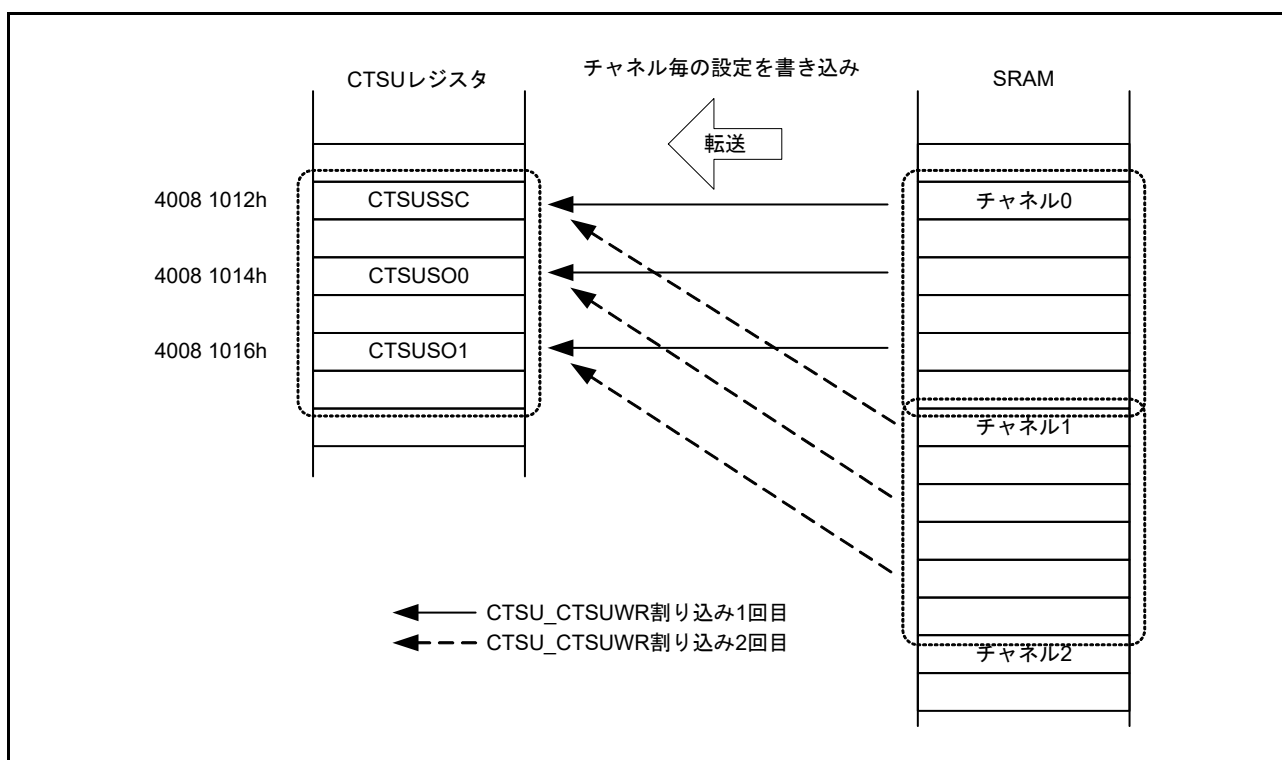 チャネル毎の設定を書き込み
CTSUレジスタ
SRAM
転送
4008 1012h
CTSUSSC
チャネル0
4008 1014h
CTSUSO0
4008 1016h
CTSUSO1
チャネル1
CTSU_CTSUWR割り込み1回目
CTSU_CTSUWR割り込み2回目
チャネル2